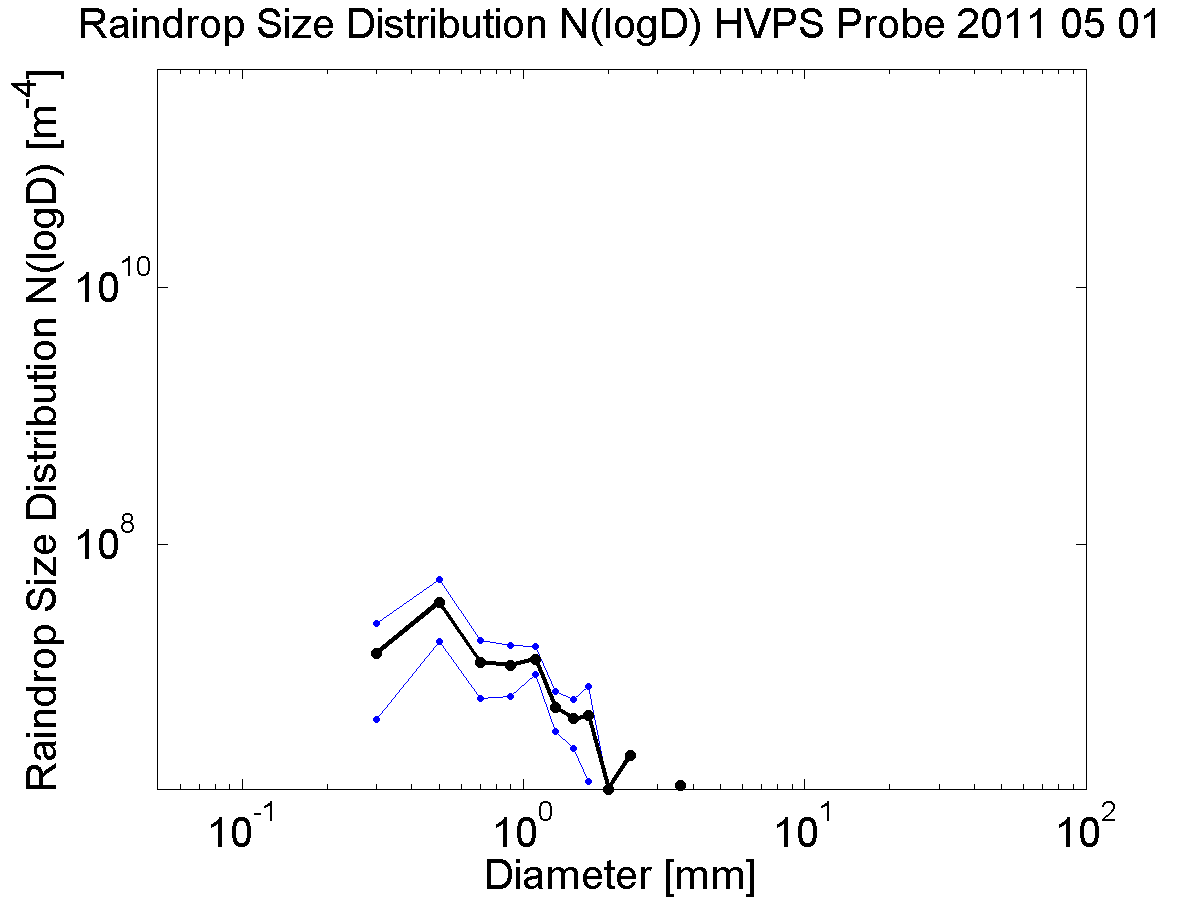 Raindrop Size Distribution N(logD) HVPS Probe 2011 05 01
Raindrop Size Distribution N(logD) [m^-4]
10^10
10^8
10^-1
10^0
10^1
10^2
Diameter [mm]